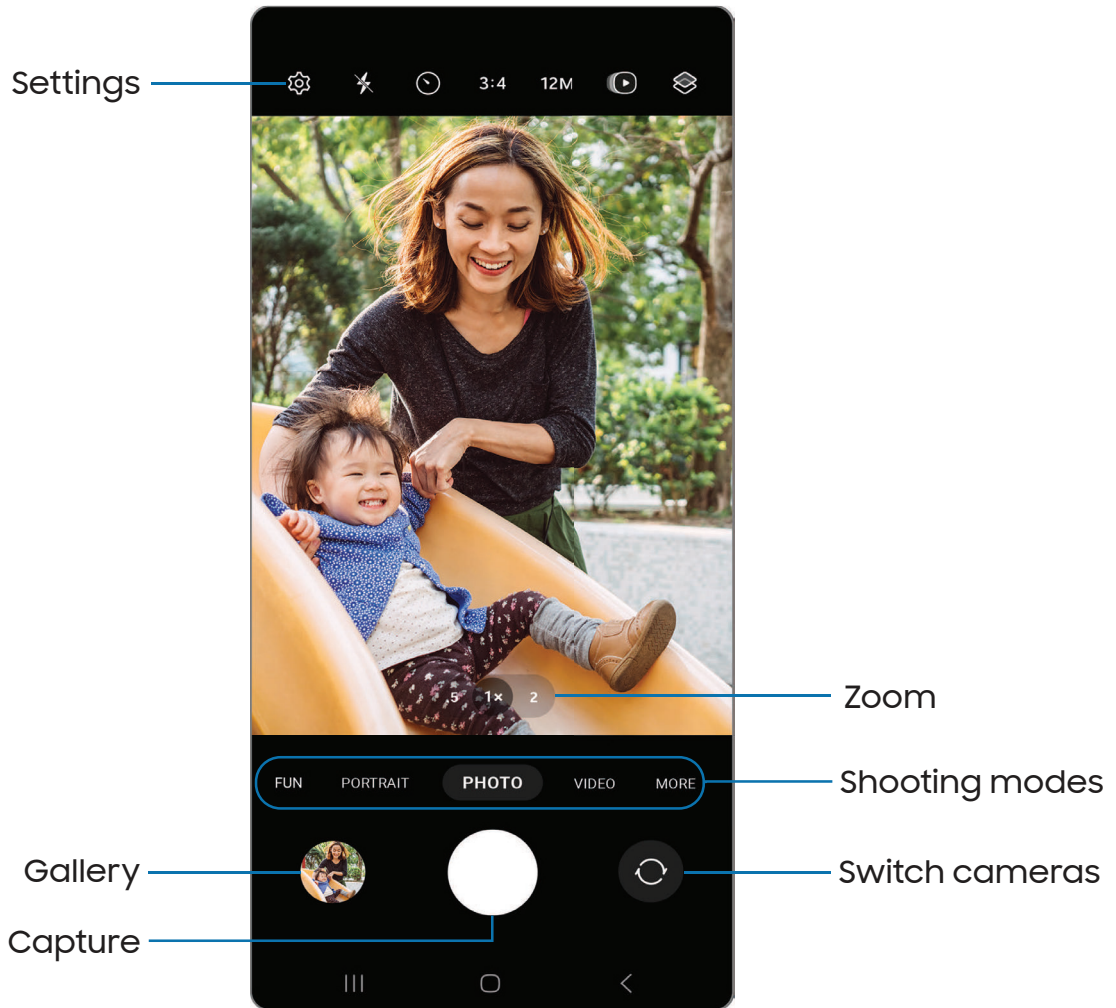 Settings
3:4 12M
.5 1× 2
Zoom
FUN PORTRAIT PHOTO VIDEO MORE
Shooting modes
Gallery
Switch cameras
Capture